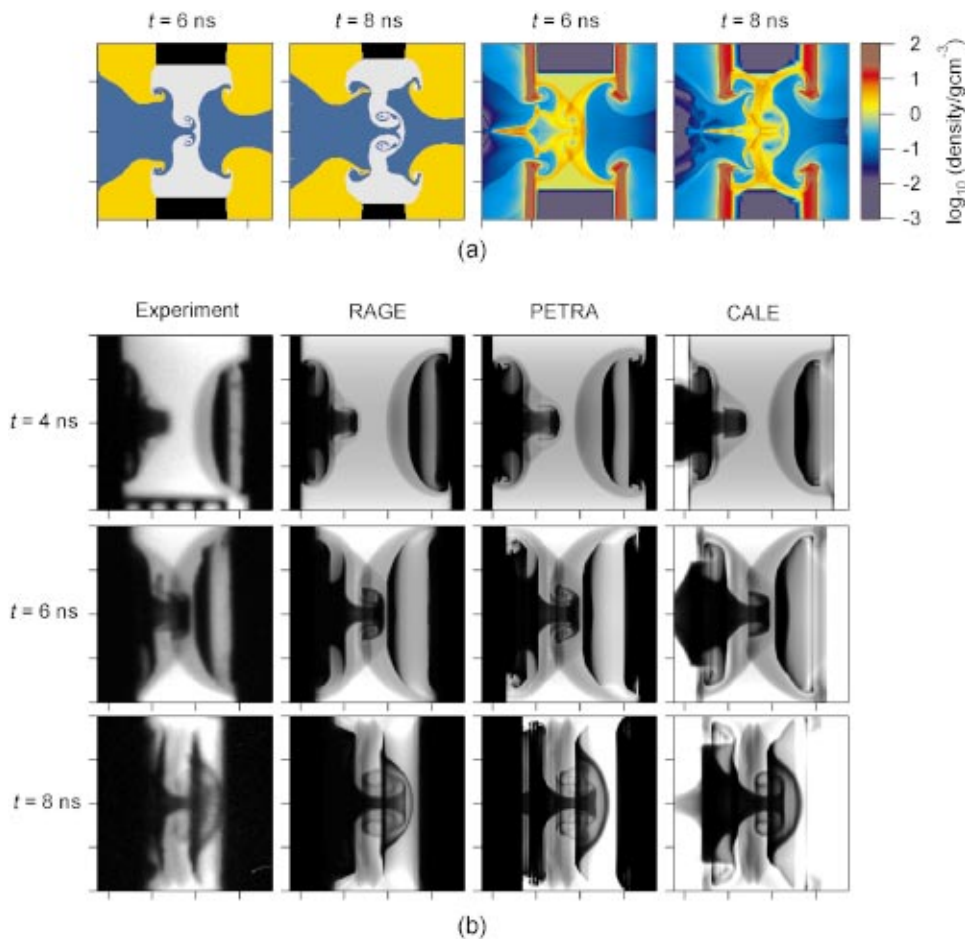 t = 6 ns
t = 8 ns
t = 6 ns
t = 8 ns
2
1
0
-1
-2
-3
log10 (density/gcm-3)
(a)
Experiment
RAGE
PETRA
CALE
t = 4 ns
t = 6 ns
t = 8 ns
(b)